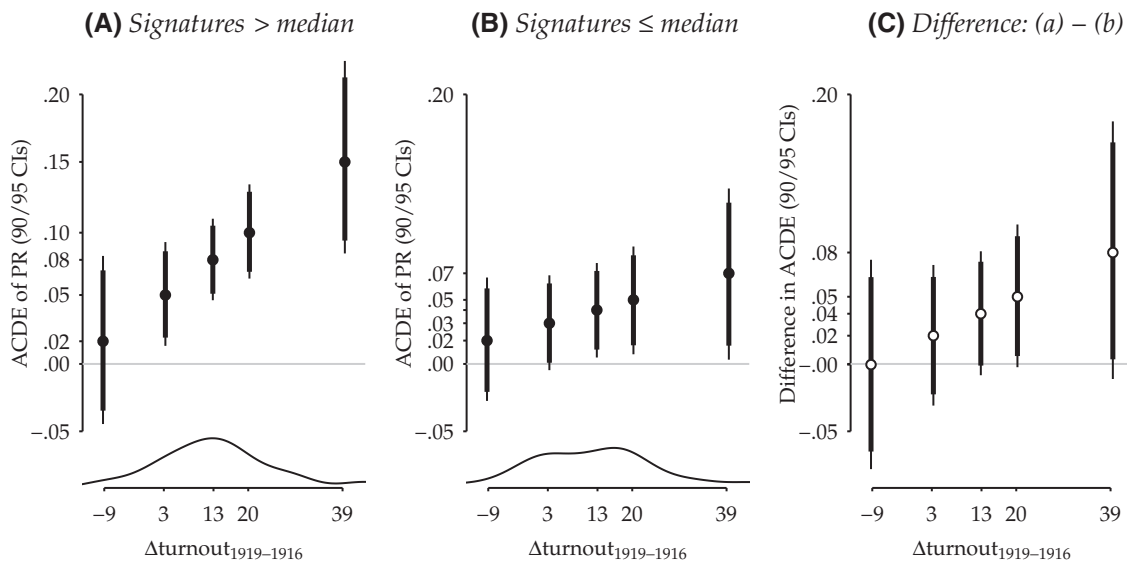 (A) Signatures > median
ACDE of PR (90/95 CIs)
.20
.15
.10
.08
.05
.02
.00
−.05
−9 3 13 20 39
Δturnout1919–1916
(B) Signatures ≤ median
ACDE of PR (90/95 CIs)
.20
.07
.05
.03
.02
.00
−.05
−9 3 13 20 39
Δturnout1919–1916
(C) Difference: (a) – (b)
Difference in ACDE (90/95 CIs)
.20
.08
.05
.04
.02
−.00
−.05
−9 3 13 20 39
Δturnout1919–1916